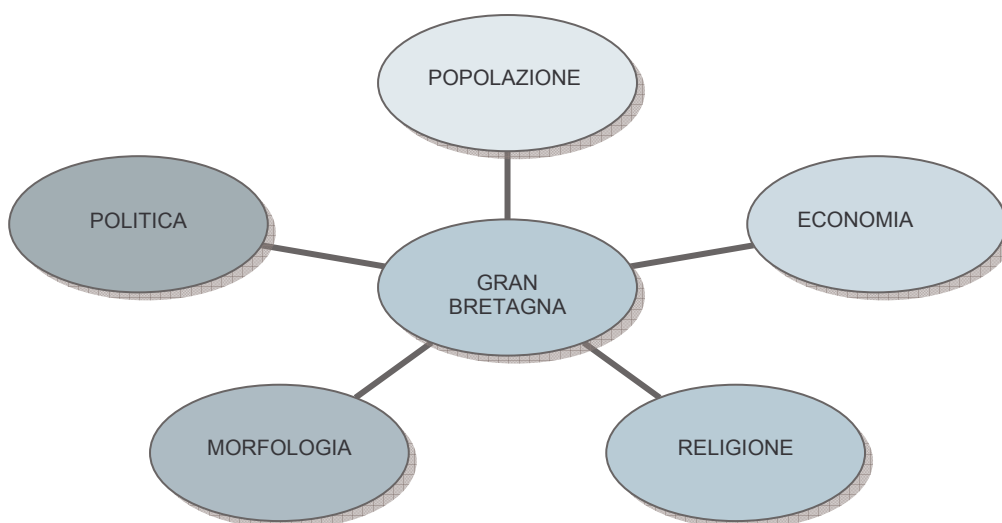 POPOLAZIONE
POLITICA
ECONOMIA
GRAN
BRETAGNA
MORFOLOGIA
RELIGIONE